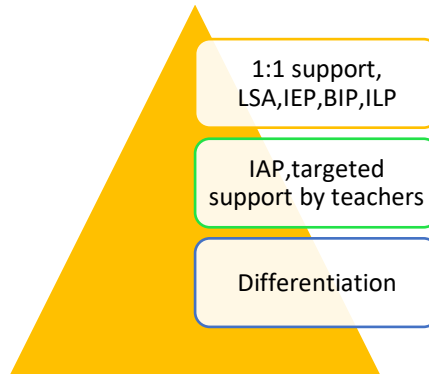 1:1 support,
LSA,IEP,BIP,ILP
IAP,targeted
support by teachers
Differentiation